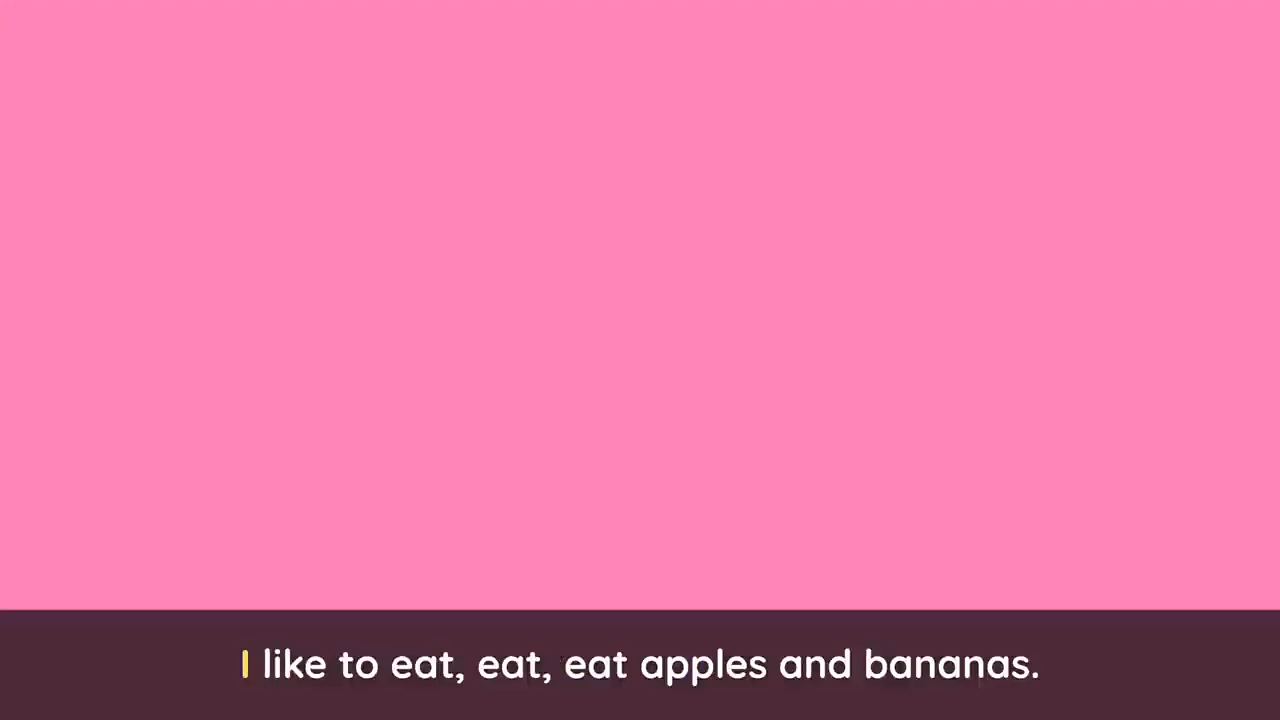 I like to eat, eat, eat apples and bananas.